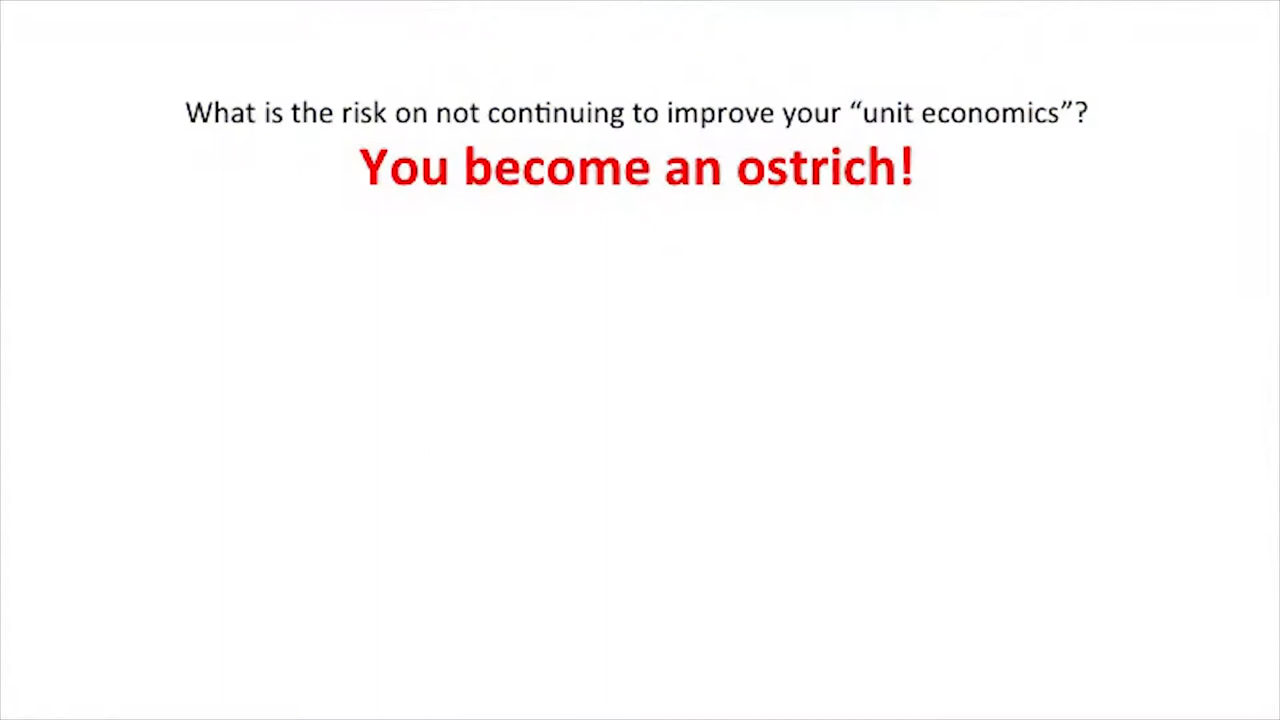 What is the risk on not continuing to improve your “unit economics”?
You become an ostrich!